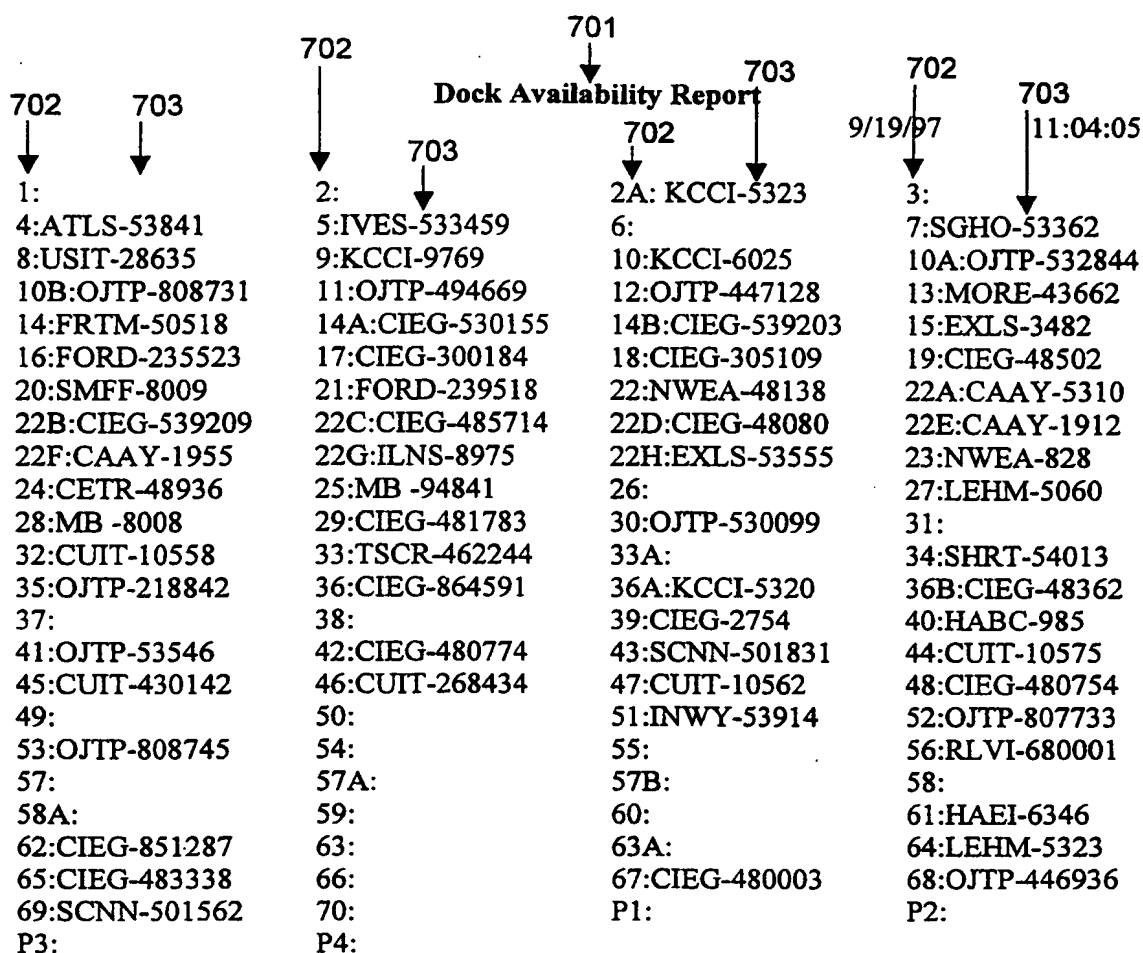 701
702 703 702
Dock Availability Report
702 703 703
9/19/97 11:04:05
703 702
1: 2: 2A: KCCI-5323 3:
4:ATLS-53841 5:IVES-533459 6: 7:SGHO-53362
8:USIT-28635 9:KCCI-9769 10:KCCI-6025 10A:OJTP-532844
10B:OJTP-808731 11:OJTP-494669 12:OJTP-447128 13:MORE-43662
14:FRTM-50518 14A:CIEG-530155 14B:CIEG-539203 15:EXLS-3482
16:FORD-235523 17:CIEG-300184 18:CIEG-305109 19:CIEG-48502
20:SMFF-8009 21:FORD-239518 22:NWEA-48138 22A:CAAY-5310
22B:CIEG-539209 22C:CIEG-485714 22D:CIEG-48080 22E:CAAY-1912
22F:CAAY-1955 22G:ILNS-8975 22H:EXLS-53555 23:NWEA-828
24:CETR-48936 25:MB -94841 26: 27:LEHM-5060
28:MB -8008 29:CIEG-481783 30:OJTP-530099 31:
32:CUIT-10558 33:TSCR-462244 33A: 34:SHRT-54013
35:OJTP-218842 36:CIEG-864591 36A:KCCI-5320 36B:CIEG-48362
37: 38: 39:CIEG-2754 40:HABC-985
41:OJTP-53546 42:CIEG-480774 43:SCNN-501831 44:CUIT-10575
45:CUIT-430142 46:CUIT-268434 47:CUIT-10562 48:CIEG-480754
49: 50: 51:INWY-53914 52:OJTP-807733
53:OJTP-808745 54: 55: 56:RLVI-680001
57: 57A: 57B: 58:
58A: 59: 60: 61:HAEI-6346
62:CIEG-851287 63: 63A: 64:LEHM-5323
65:CIEG-483338 66: 67:CIEG-480003 68:OJTP-446936
69:SCNN-501562 70: P1: P2:
P3: P4: